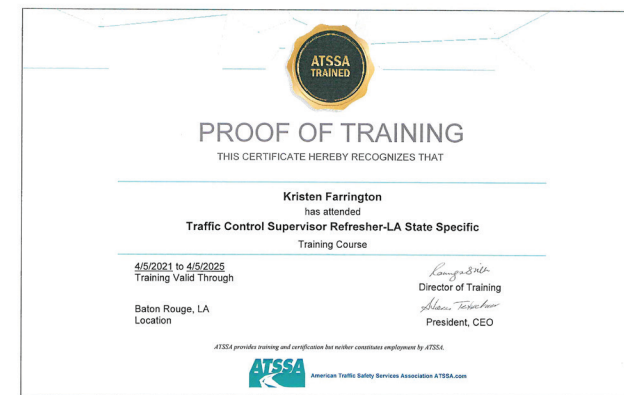 ATSSA
TRAINED
PROOF OF TRAINING
THIS CERTIFICATE HEREBY RECOGNIZES THAT
Kristen Farrington
has attended
Traffic Control Supervisor Refresher-LA State Specific
Training Course
4/5/2021 to 4/5/2025
Training Valid Through
Director of Training
Baton Rouge, LA
Location
President, CEO
ATSSA provides training and certification but neither constitutes employment by ATSSA.
ATSSA
American Traffic Safety Services Association ATSSA.com